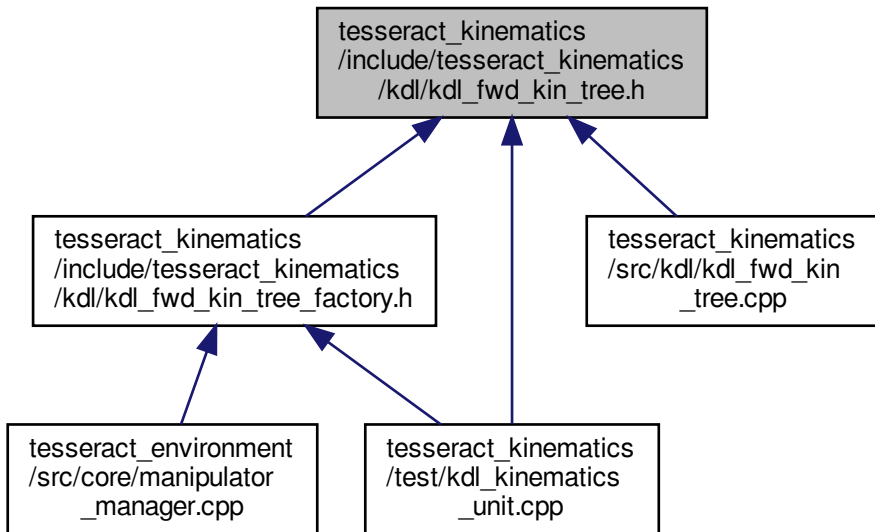 tesseract_kinematics
/include/tesseract_kinematics
/kdl/kdl_fwd_kin_tree.h
tesseract_kinematics
/include/tesseract_kinematics
/kdl/kdl_fwd_kin_tree_factory.h
tesseract_kinematics
/src/kdl/kdl_fwd_kin
_tree.cpp
tesseract_environment
/src/core/manipulator
_manager.cpp
tesseract_kinematics
/test/kdl_kinematics
_unit.cpp